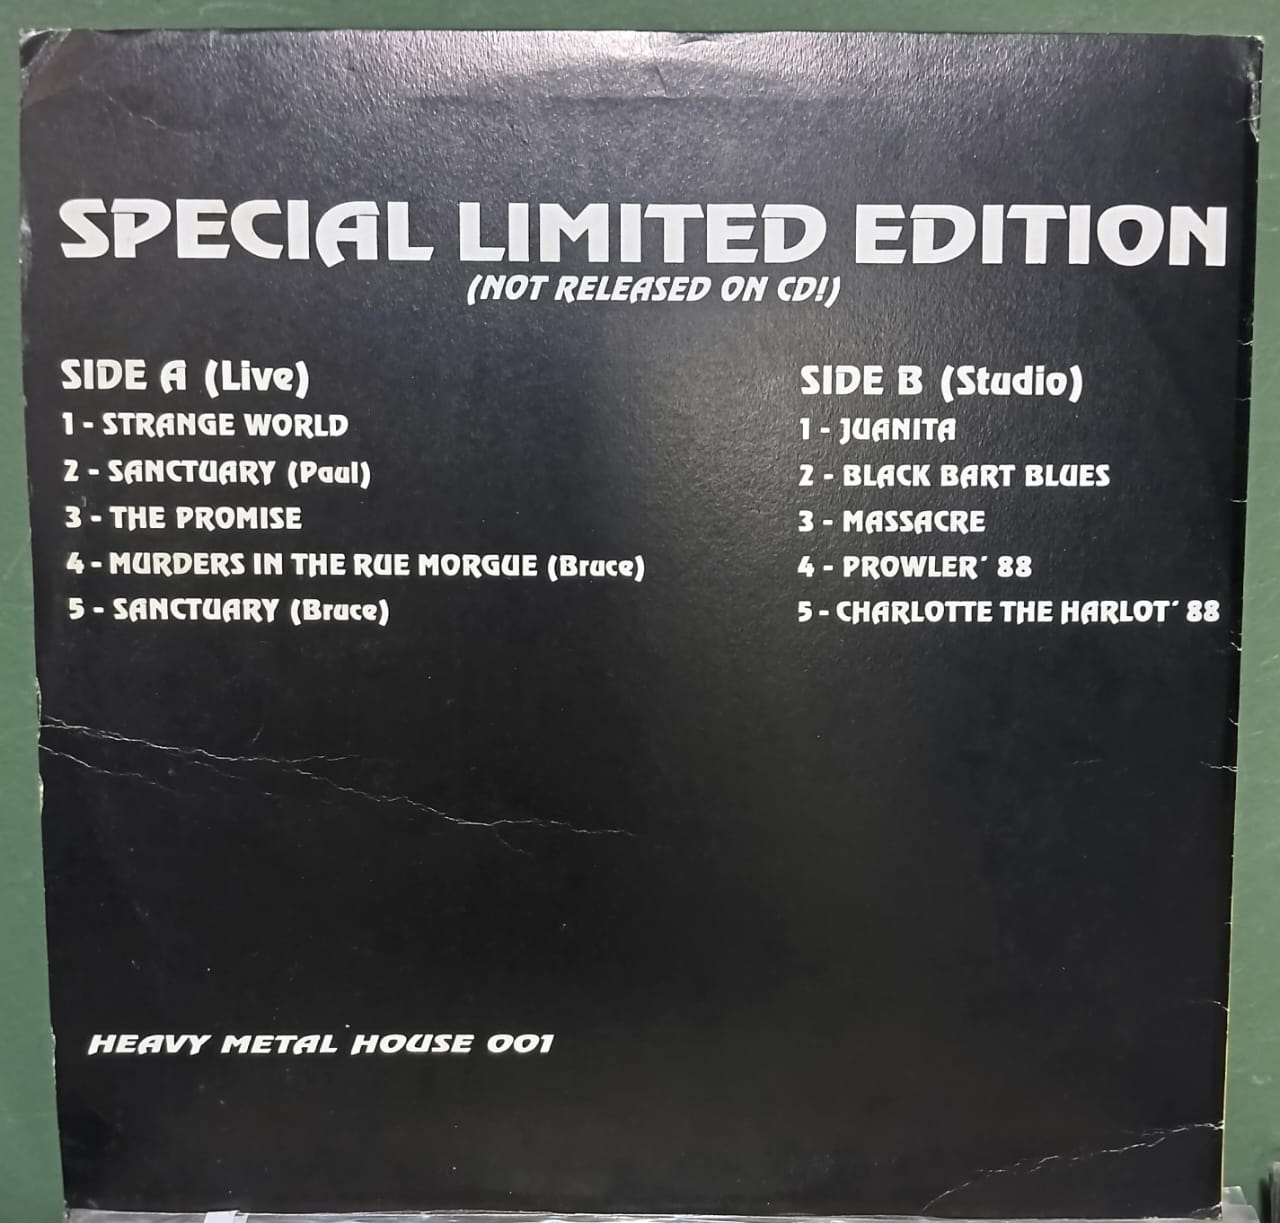 SPECIAL LIMITED EDITION
(NOT RELEASED ON CD!)
SIDE A (Live)
1 - STRANGE WORLD
2 - SANCTUARY (Paul)
3 - THE PROMISE
4 - MURDERS IN THE RUE MORGUE (Bruce)
5 - SANCTUARY (Bruce)
SIDE B (Studio)
1 - JUANITA
2 - BLACK BART BLUES
3 - MASSACRE
4 - PROWLER´ 88
5 - CHARLOTTE THE HARLOT´ 88
HEAVY METAL HOUSE 001